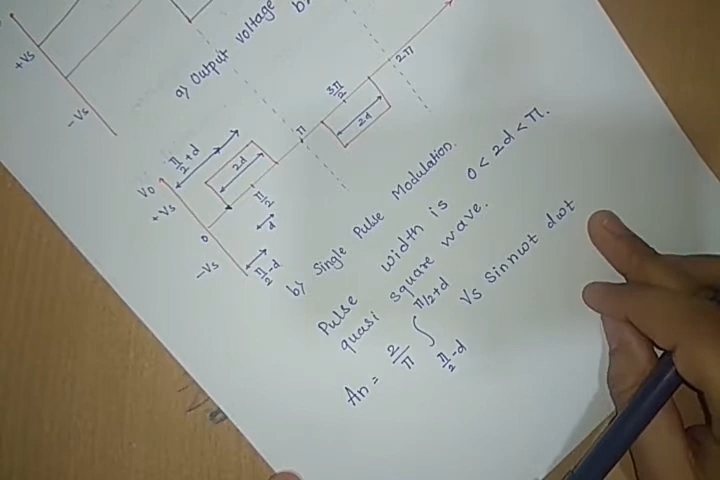 +Vs
-Vs
a) Output voltage
b)
Vo
+Vs
0
-Vs
π/2+d
2d
π/2
d
π/2-d
π
3π/2
2d
2π
b) Single Pulse Modulation.
Pulse width is 0 < 2d < π.
quasi square wave.
An = 2/π ∫ π/2-d π/2+d Vs Sinnωt dωt